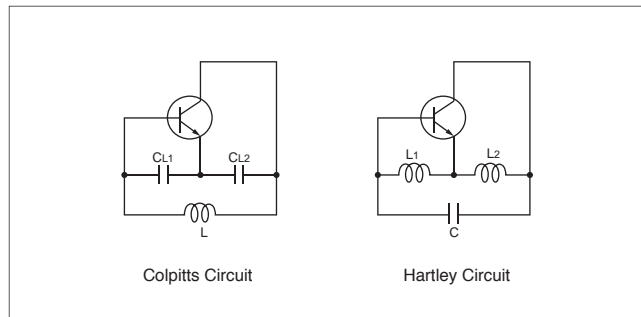 CL1
CL2
L
Colpitts Circuit
L1
L2
C
Hartley Circuit